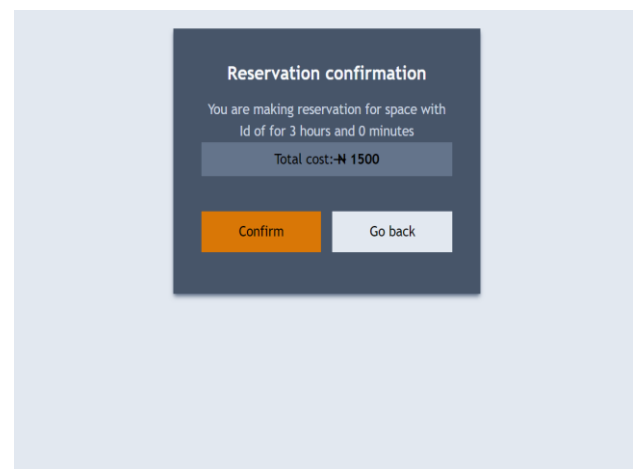 Reservation confirmation
You are making reservation for space with
Id of for 3 hours and 0 minutes
Total cost:₦ 1500
Confirm
Go back